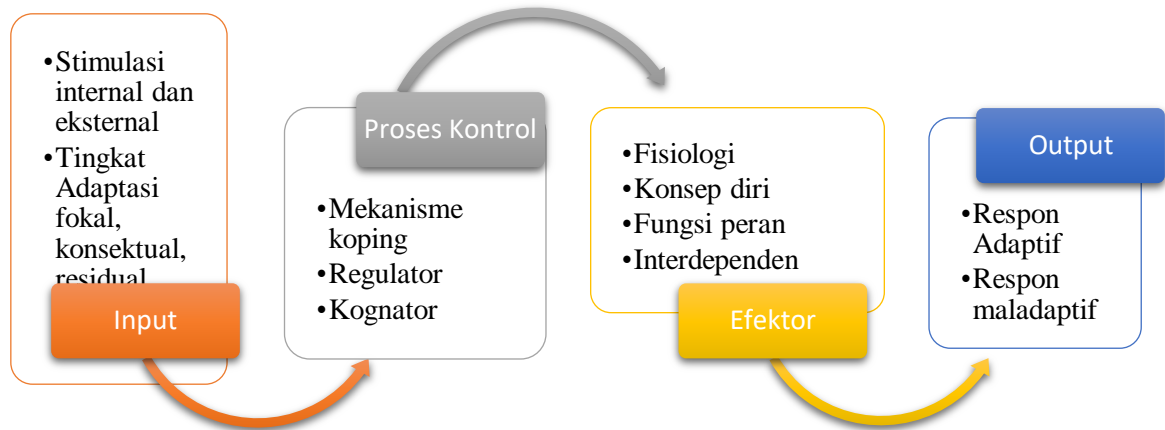 •Stimulasi
internal dan
eksternal
•Tingkat
Adaptasi
fokal,
konsektual,
residual
Input
Proses Kontrol
•Mekanisme
koping
•Regulator
•Kognator
•Fisiologi
•Konsep diri
•Fungsi peran
•Interdependen
Efektor
Output
•Respon
Adaptif
•Respon
maladaptif